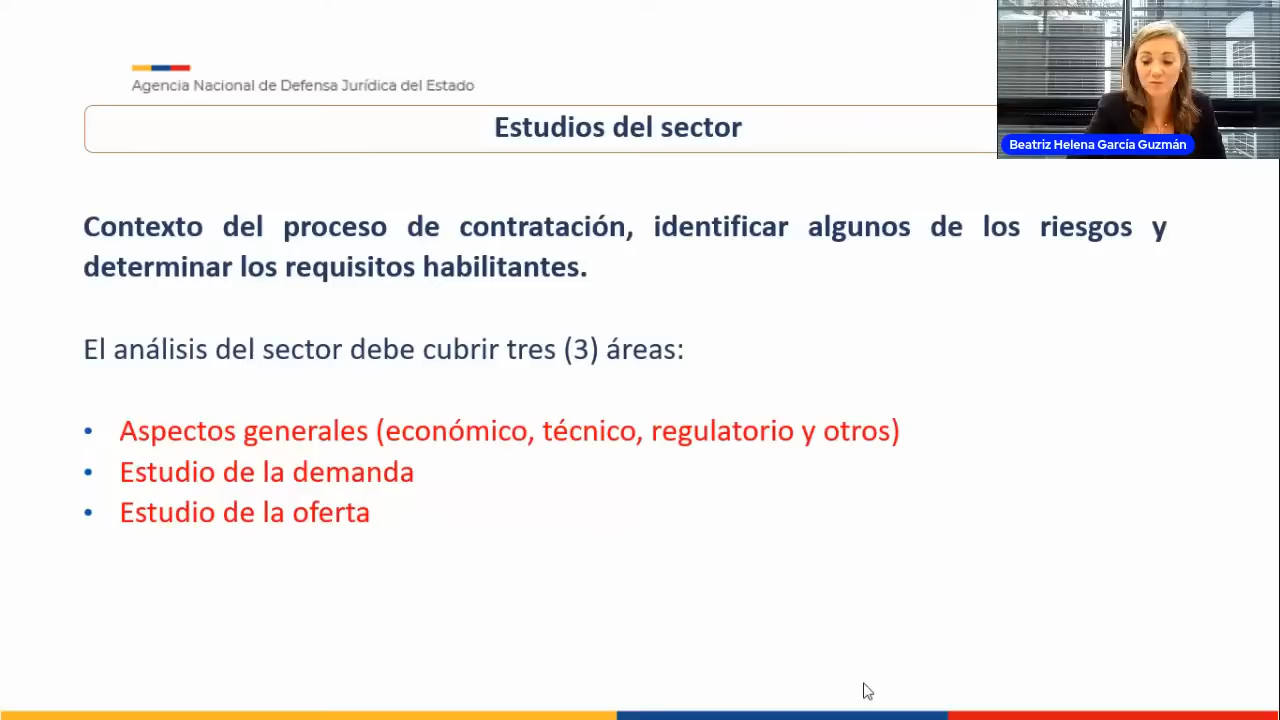 Agencia Nacional de Defensa Jurídica del Estado
Estudios del sector
Beatriz Helena García Guzmán
Contexto del proceso de contratación, identificar algunos de los riesgos y
determinar los requisitos habilitantes.
El análisis del sector debe cubrir tres (3) áreas:
• Aspectos generales (económico, técnico, regulatorio y otros)
• Estudio de la demanda
• Estudio de la oferta